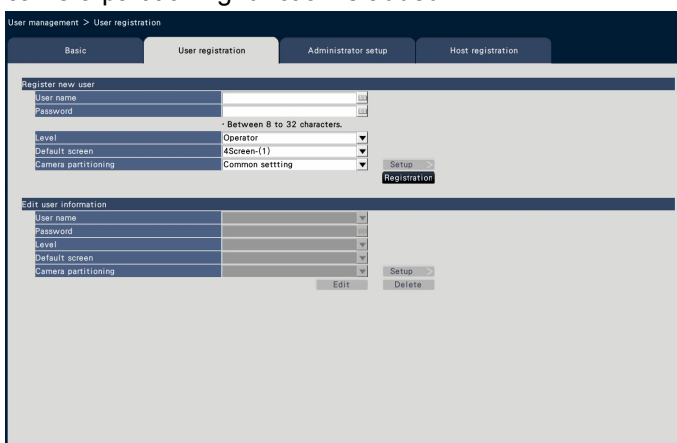 User management > User registration
Basic User registration Administrator setup Host registration
Register new user
User name
Password
· Between 8 to 32 characters.
Level Operator
Default screen 4Screen-(1)
Camera partitioning Common settting Setup >
Registration
Edit user information
User name
Password
Level
Default screen
Camera partitioning Setup >
Edit Delete